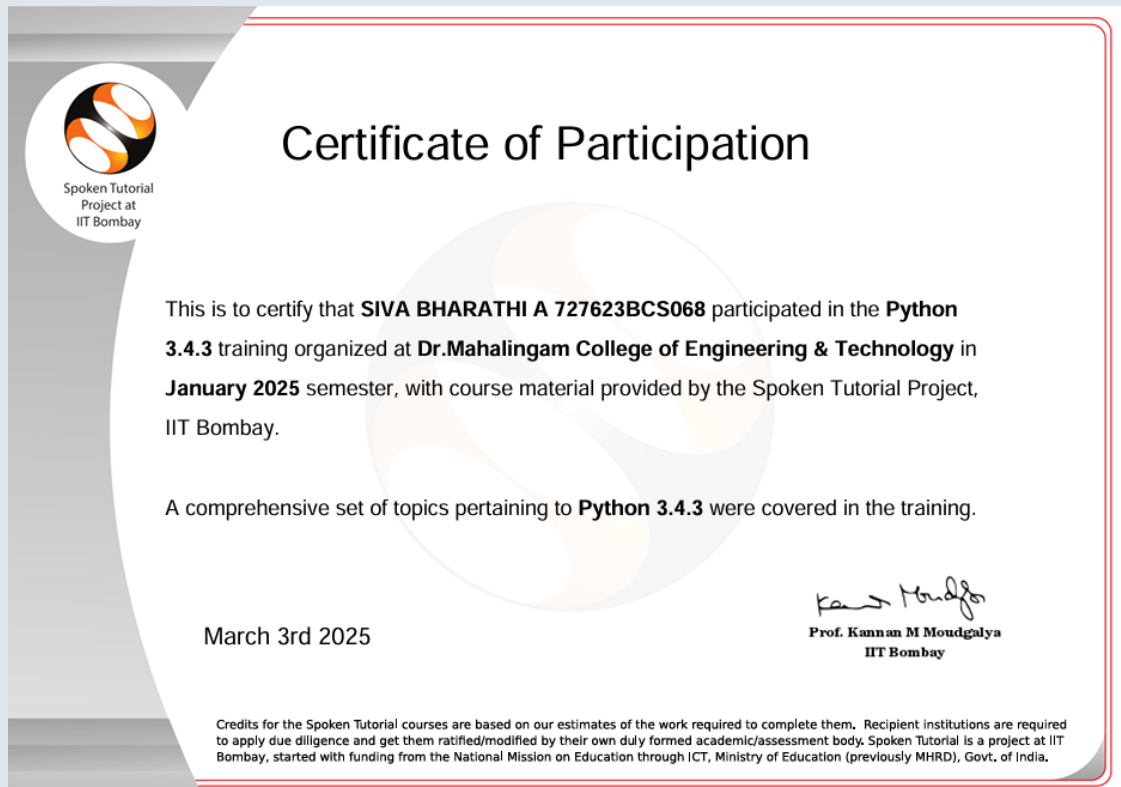 Spoken Tutorial
Project at
IIT Bombay
Certificate of Participation
This is to certify that SIVA BHARATHI A 727623BCS068 participated in the Python
3.4.3 training organized at Dr.Mahalingam College of Engineering & Technology in
January 2025 semester, with course material provided by the Spoken Tutorial Project,
IIT Bombay.
A comprehensive set of topics pertaining to Python 3.4.3 were covered in the training.
March 3rd 2025
Prof. Kannan M Moudgalya
IIT Bombay
Credits for the Spoken Tutorial courses are based on our estimates of the work required to complete them. Recipient institutions are required
to apply due diligence and get them ratified/modified by their own duly formed academic/assessment body. Spoken Tutorial is a project at IIT
Bombay, started with funding from the National Mission on Education through ICT, Ministry of Education (previously MHRD), Govt. of India.